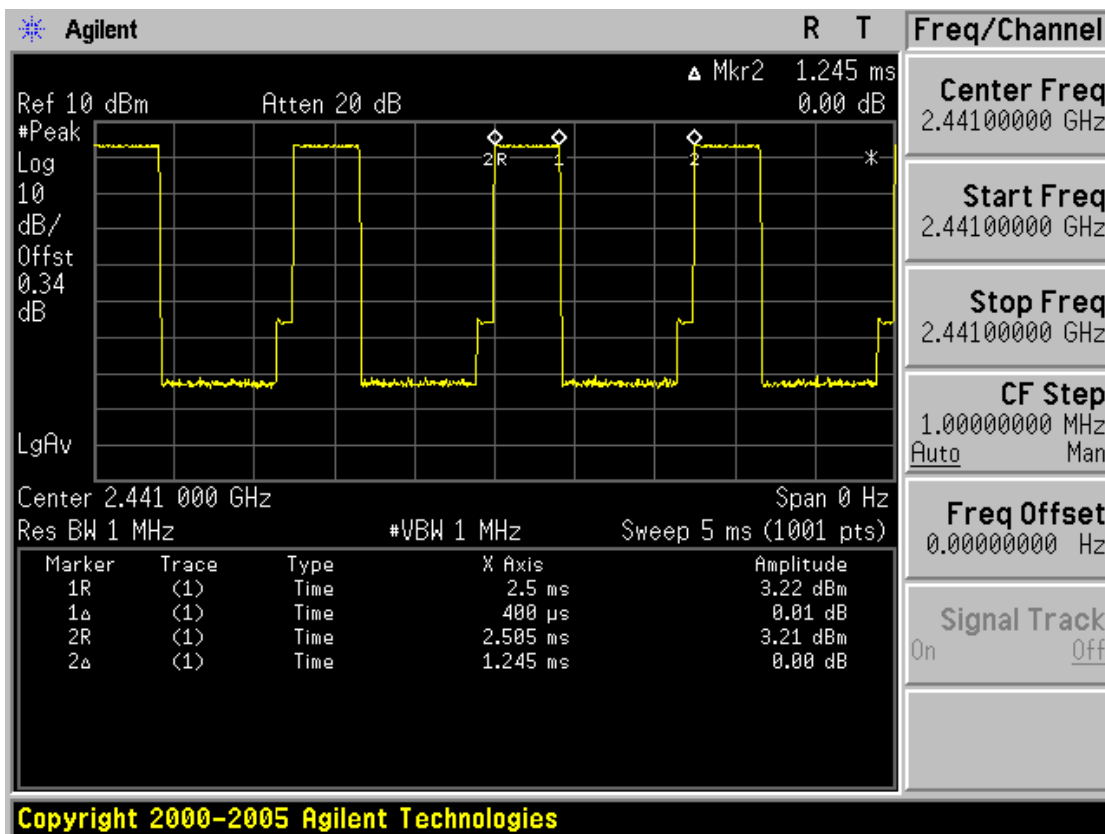 Agilent R T
Freq/Channel
Δ Mkr2 1.245 ms
Ref 10 dBm Atten 20 dB 0.00 dB
#Peak
Log
10
dB/
Offst
0.34
dB
LgAv
2R 1 2 *
Center 2.441 000 GHz Span 0 Hz
Res BW 1 MHz #VBW 1 MHz Sweep 5 ms (1001 pts)
Marker Trace Type X Axis Amplitude
1R (1) Time 2.5 ms 3.22 dBm
1Δ (1) Time 400 µs 0.01 dB
2R (1) Time 2.505 ms 3.21 dBm
2Δ (1) Time 1.245 ms 0.00 dB
Center Freq
2.44100000 GHz
Start Freq
2.44100000 GHz
Stop Freq
2.44100000 GHz
CF Step
1.00000000 MHz
Auto Man
Freq Offset
0.00000000 Hz
Signal Track
On Off
Copyright 2000-2005 Agilent Technologies